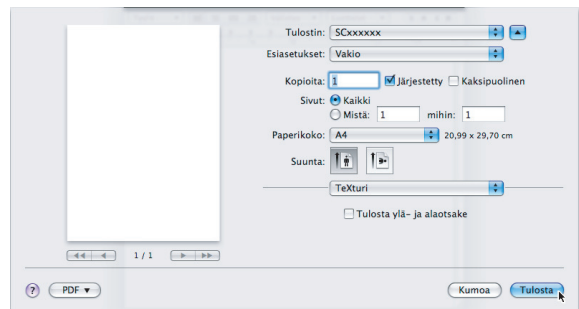 Tulostin: SCxxxxxx
Esiasetukset: Vakio
Kopioita: 1 Järjestetty Kaksipuolinen
Sivut: Kaikki
Mistä: 1 mihin: 1
Paperikoko: A4 20,99 x 29,70 cm
Suunta:
TeXturi
Tulosta ylä- ja alaotsake
1 / 1
? PDF Kumoa Tulosta